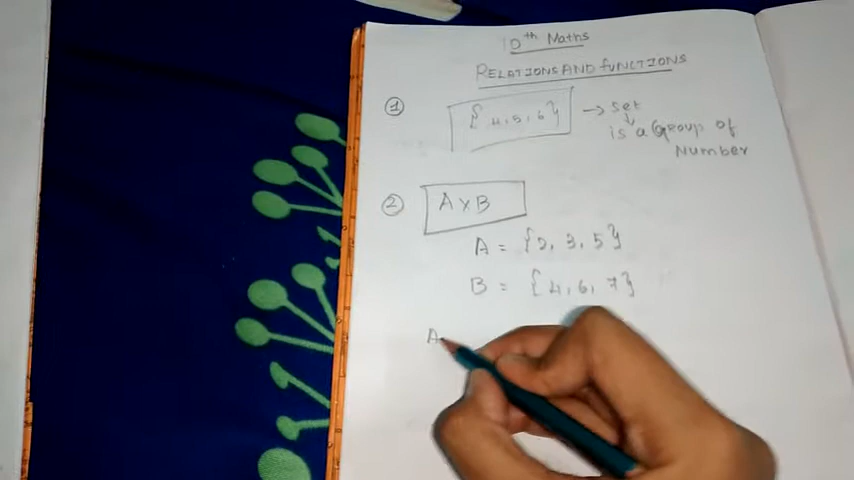 10th Maths
RELATIONS AND FUNCTIONS
① {4,5,6} → set
↓
is a Group of
Number
② A x B
A = {2, 3, 5}
B = {4, 6, 7}
A